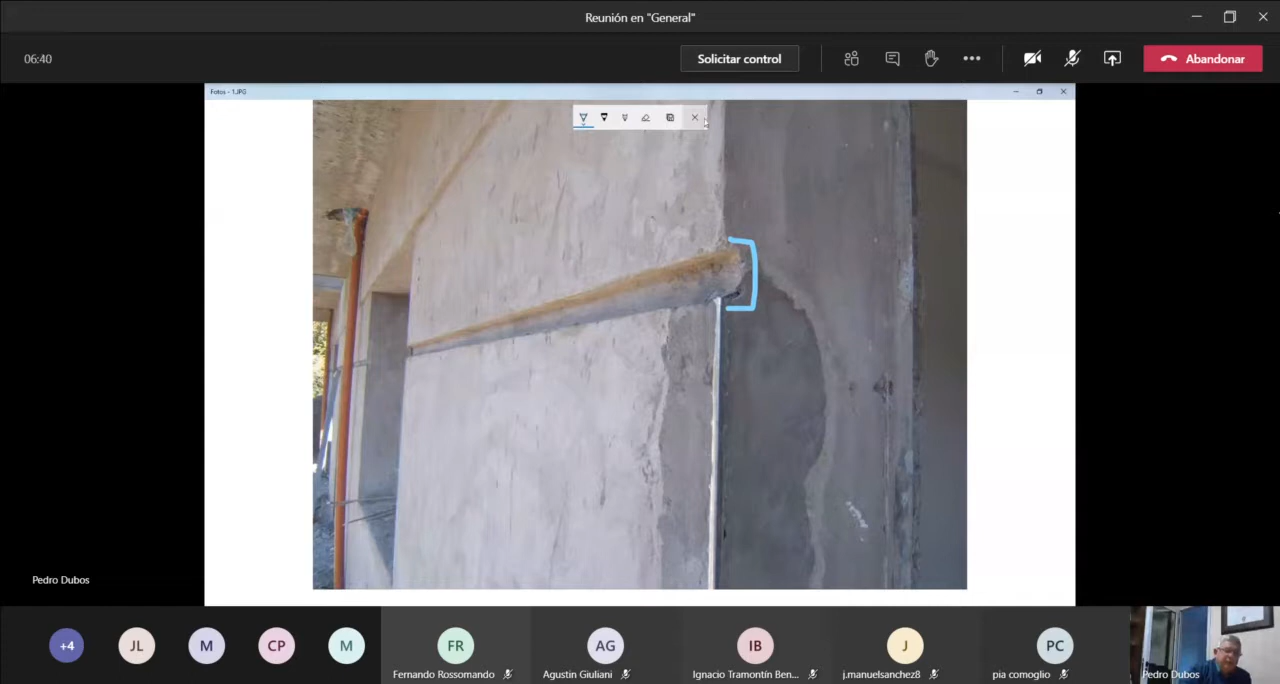 Reunión en "General"
06:40
Solicitar control
Abandonar
Fotos - 1.JPG
Pedro Dubos
+4
JL
M
CP
M
FR
AG
IB
J
PC
Fernando Rossomando
Agustin Giuliani
Ignacio Tramontín Ben...
j.manuelsanchez8
pia comoglio
Pedro Dubos